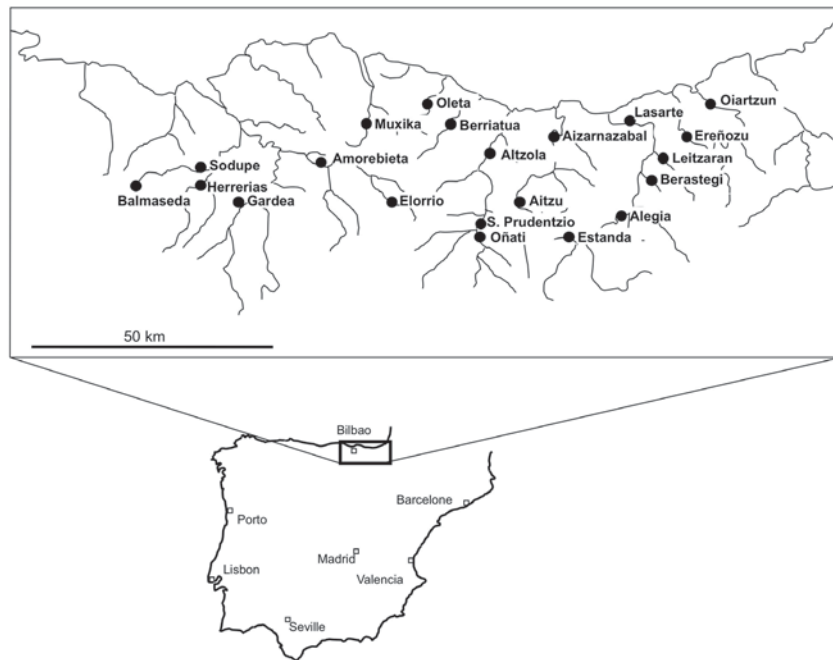 Oleta
Oiartzun
Lasarte
Muxika
Berriatua
Aizarnazabal
Ereñozu
Altzola
Leitzaran
Sodupe
Amorebieta
Berastegi
Balmaseda
Herrerias
Gardea
Elorrio
Aitzu
Alegia
S. Prudentzio
Oñati
Estanda
50 km
Bilbao
Barcelone
Porto
Madrid
Lisbon
Valencia
Seville